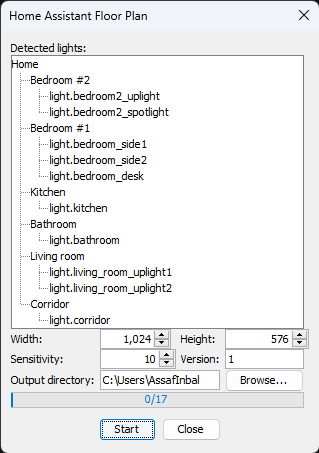 Home Assistant Floor Plan
Detected lights:
Home
Bedroom #2
light.bedroom2_uplight
light.bedroom2_spotlight
Bedroom #1
light.bedroom_side1
light.bedroom_side2
light.bedroom_desk
Kitchen
light.kitchen
Bathroom
light.bathroom
Living room
light.living_room_uplight1
light.living_room_uplight2
Corridor
light.corridor
Width: 1,024 Height: 576
Sensitivity: 10 Version: 1
Output directory: C:\Users\AssafInbal Browse...
0/17
Start Close